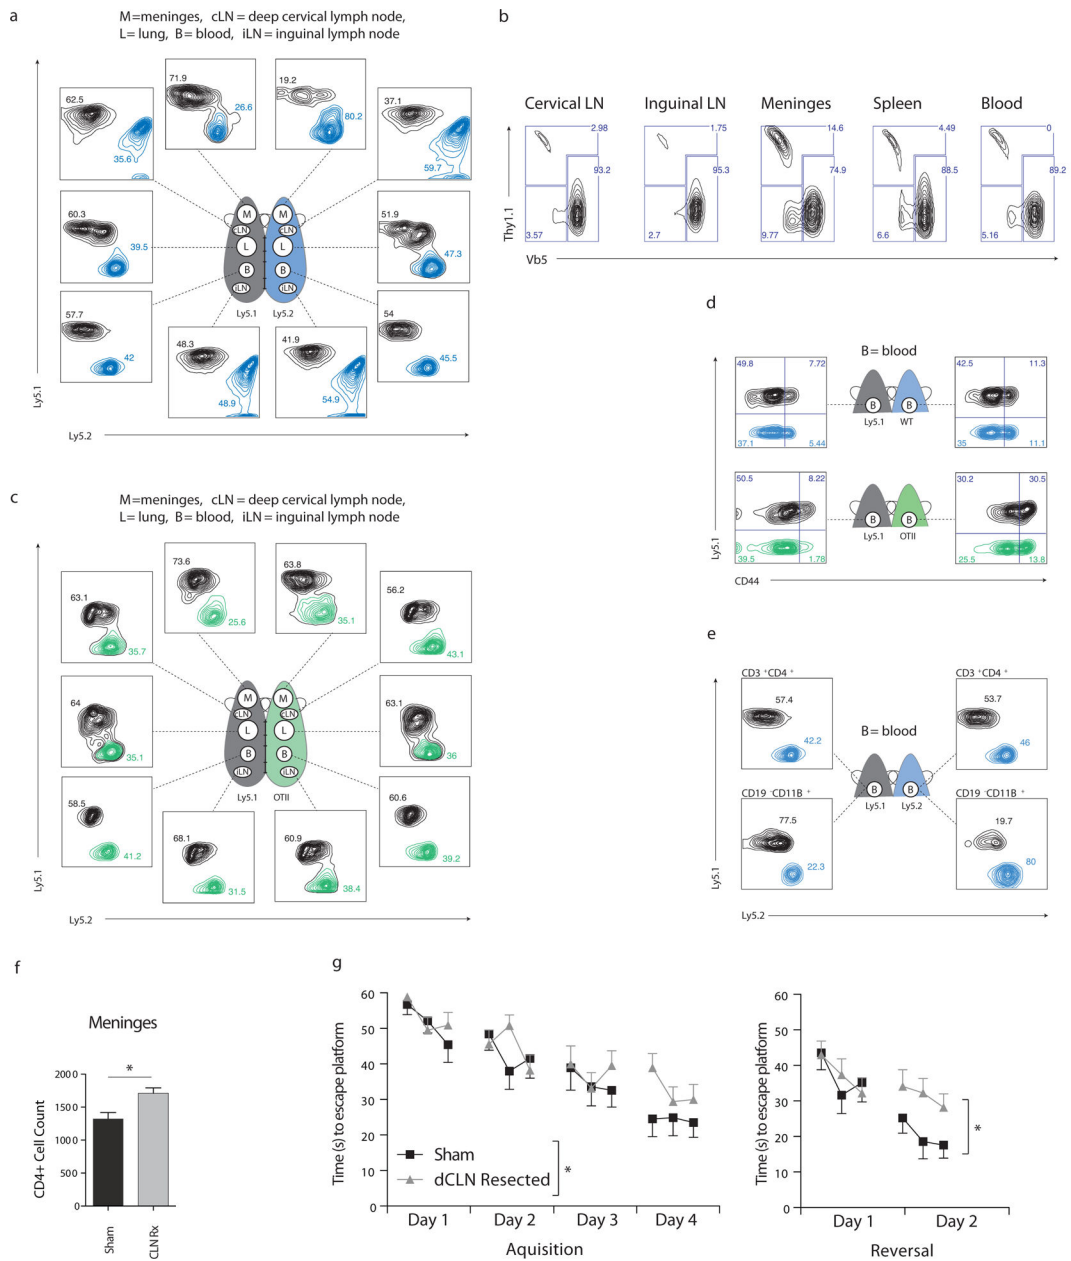 a
M=meninges, cLN = deep cervical lymph node,
L= lung, B= blood, iLN = inguinal lymph node
62.5
35.6
71.9
26.6
19.2
80.2
37.1
59.7
60.3
39.5
51.9
47.3
57.7
42
54
45.5
48.3
48.9
41.9
54.9
M
M
cLN
cLN
L
L
B
B
iLN
iLN
Ly5.1
Ly5.2
Ly5.1
Ly5.2
b
Cervical LN
Inguinal LN
Meninges
Spleen
Blood
2.98
93.2
3.57
1.75
95.3
2.7
14.6
74.9
9.77
4.49
88.5
6.6
0
89.2
5.16
Thy1.1
Vb5
c
M=meninges, cLN = deep cervical lymph node,
L= lung, B= blood, iLN = inguinal lymph node
63.1
35.7
73.6
25.6
63.8
35.1
56.2
43.1
64
35.1
63.1
36
58.5
41.2
60.6
39.2
68.1
31.5
60.9
38.4
M
M
cLN
cLN
L
L
B
B
iLN
iLN
Ly5.1
OTII
Ly5.1
Ly5.2
d
B= blood
49.8
7.72
37.1
5.44
42.5
11.3
35
11.1
B
B
Ly5.1
WT
50.5
8.22
39.5
1.78
30.2
30.5
25.5
13.8
B
B
Ly5.1
OTII
Ly5.1
CD44
e
CD3 +CD4 +
57.4
42.2
CD3 +CD4 +
53.7
46
B= blood
B
B
Ly5.1
Ly5.2
CD19 -CD11B +
77.5
22.3
CD19 -CD11B +
19.7
80
Ly5.1
Ly5.2
f
Meninges
*
2000
1500
1000
500
0
CD4+ Cell Count
Sham
CLN Rx
g
60
50
40
30
20
10
0
Time (s) to escape platform
Sham
dCLN Resected
*
Day 1
Day 2
Day 3
Day 4
Aquisition
60
50
40
30
20
10
0
Time (s) to escape platform
*
Day 1
Day 2
Reversal